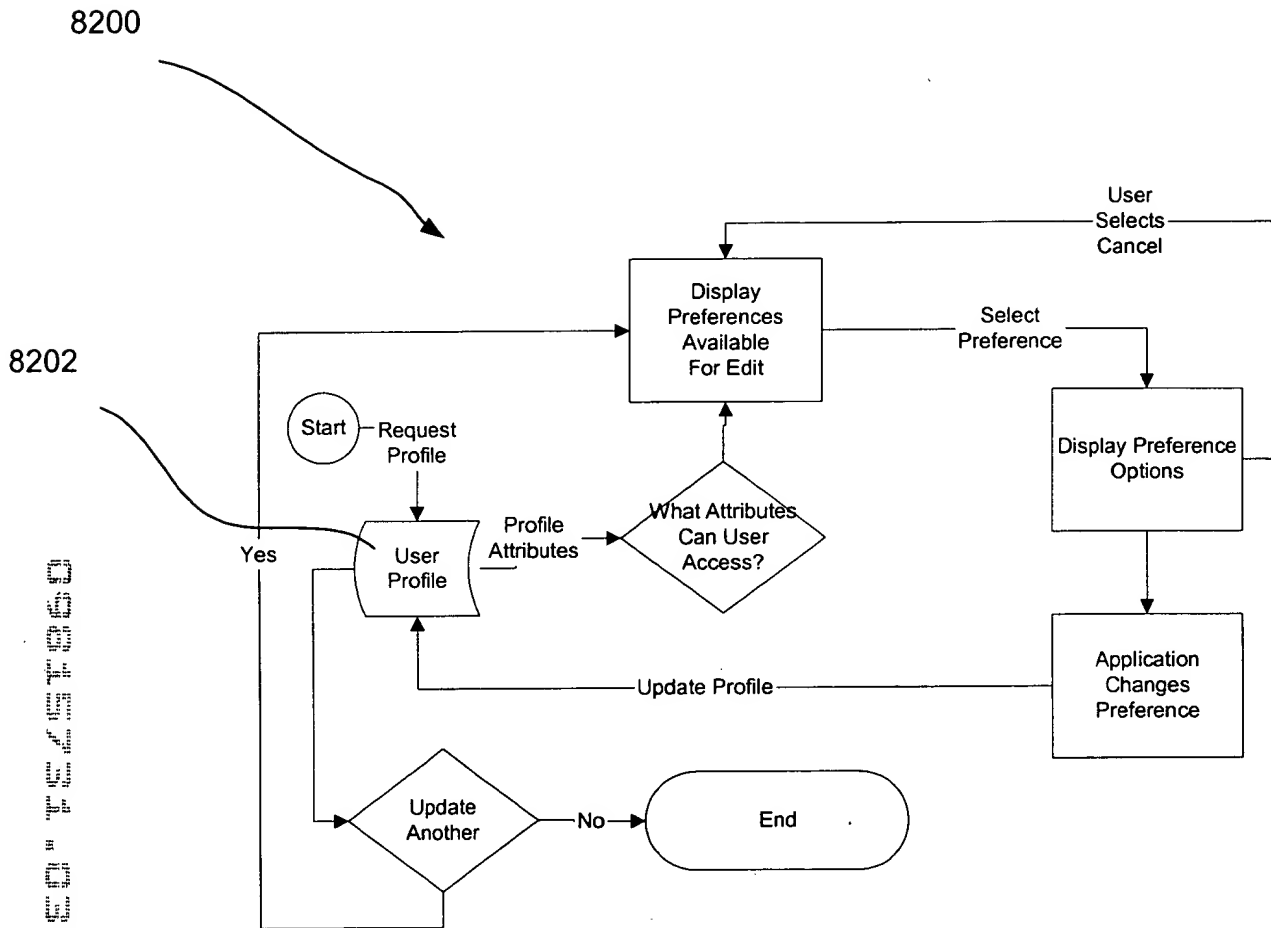 8200
User
Selects
Cancel
Display
Preferences
Available
For Edit
Select
Preference
8202
Start
Request
Profile
Display Preference
Options
What Attributes
Can User
Access?
Profile
Attributes
User
Profile
Yes
Application
Changes
Preference
Update Profile
Update
Another
No
End